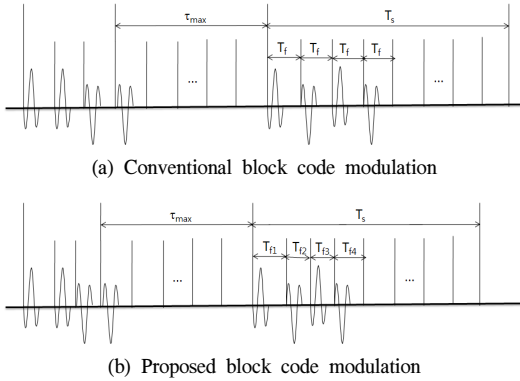 τmax Ts
Tf Tf Tf Tf
... ...
(a) Conventional block code modulation
τmax Ts
Tf1 Tf2 Tf3 Tf4
... ...
(b) Proposed block code modulation